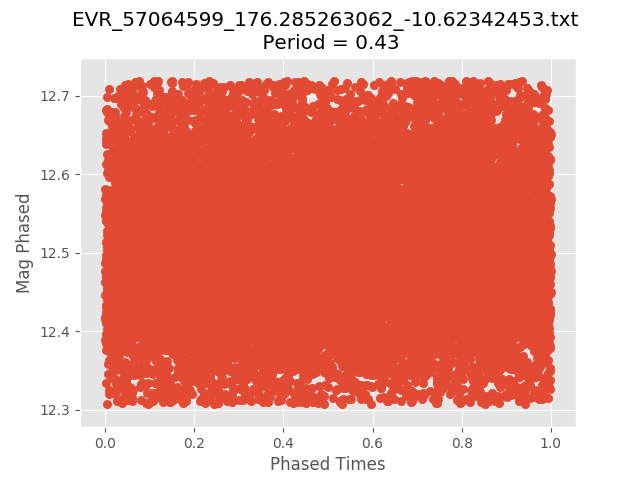 EVR_57064599_176.285263062_-10.62342453.txt
Period = 0.43
12.7
12.6
12.5
12.4
12.3
Mag Phased
0.0 0.2 0.4 0.6 0.8 1.0
Phased Times